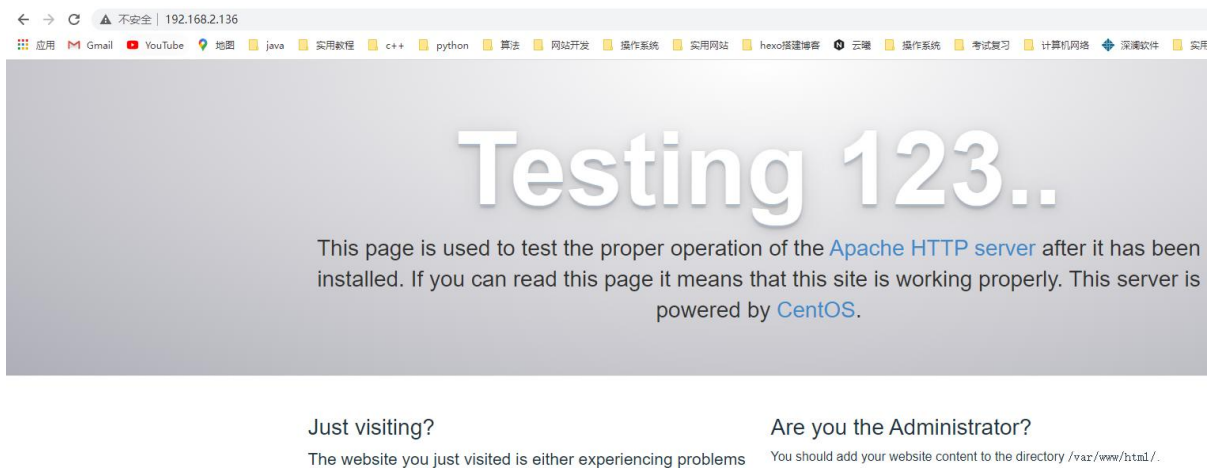 不安全 | 192.168.2.136
应用 Gmail YouTube 地图 java 实用教程 c++ python 算法 网站开发 操作系统 实用网站 hexo搭建博客 云曦 操作系统 考试复习 计算机网络 深澜软件 实用
Testing 123..
This page is used to test the proper operation of the Apache HTTP server after it has been
installed. If you can read this page it means that this site is working properly. This server is
powered by CentOS.
Just visiting?
The website you just visited is either experiencing problems
Are you the Administrator?
You should add your website content to the directory /var/www/html/.